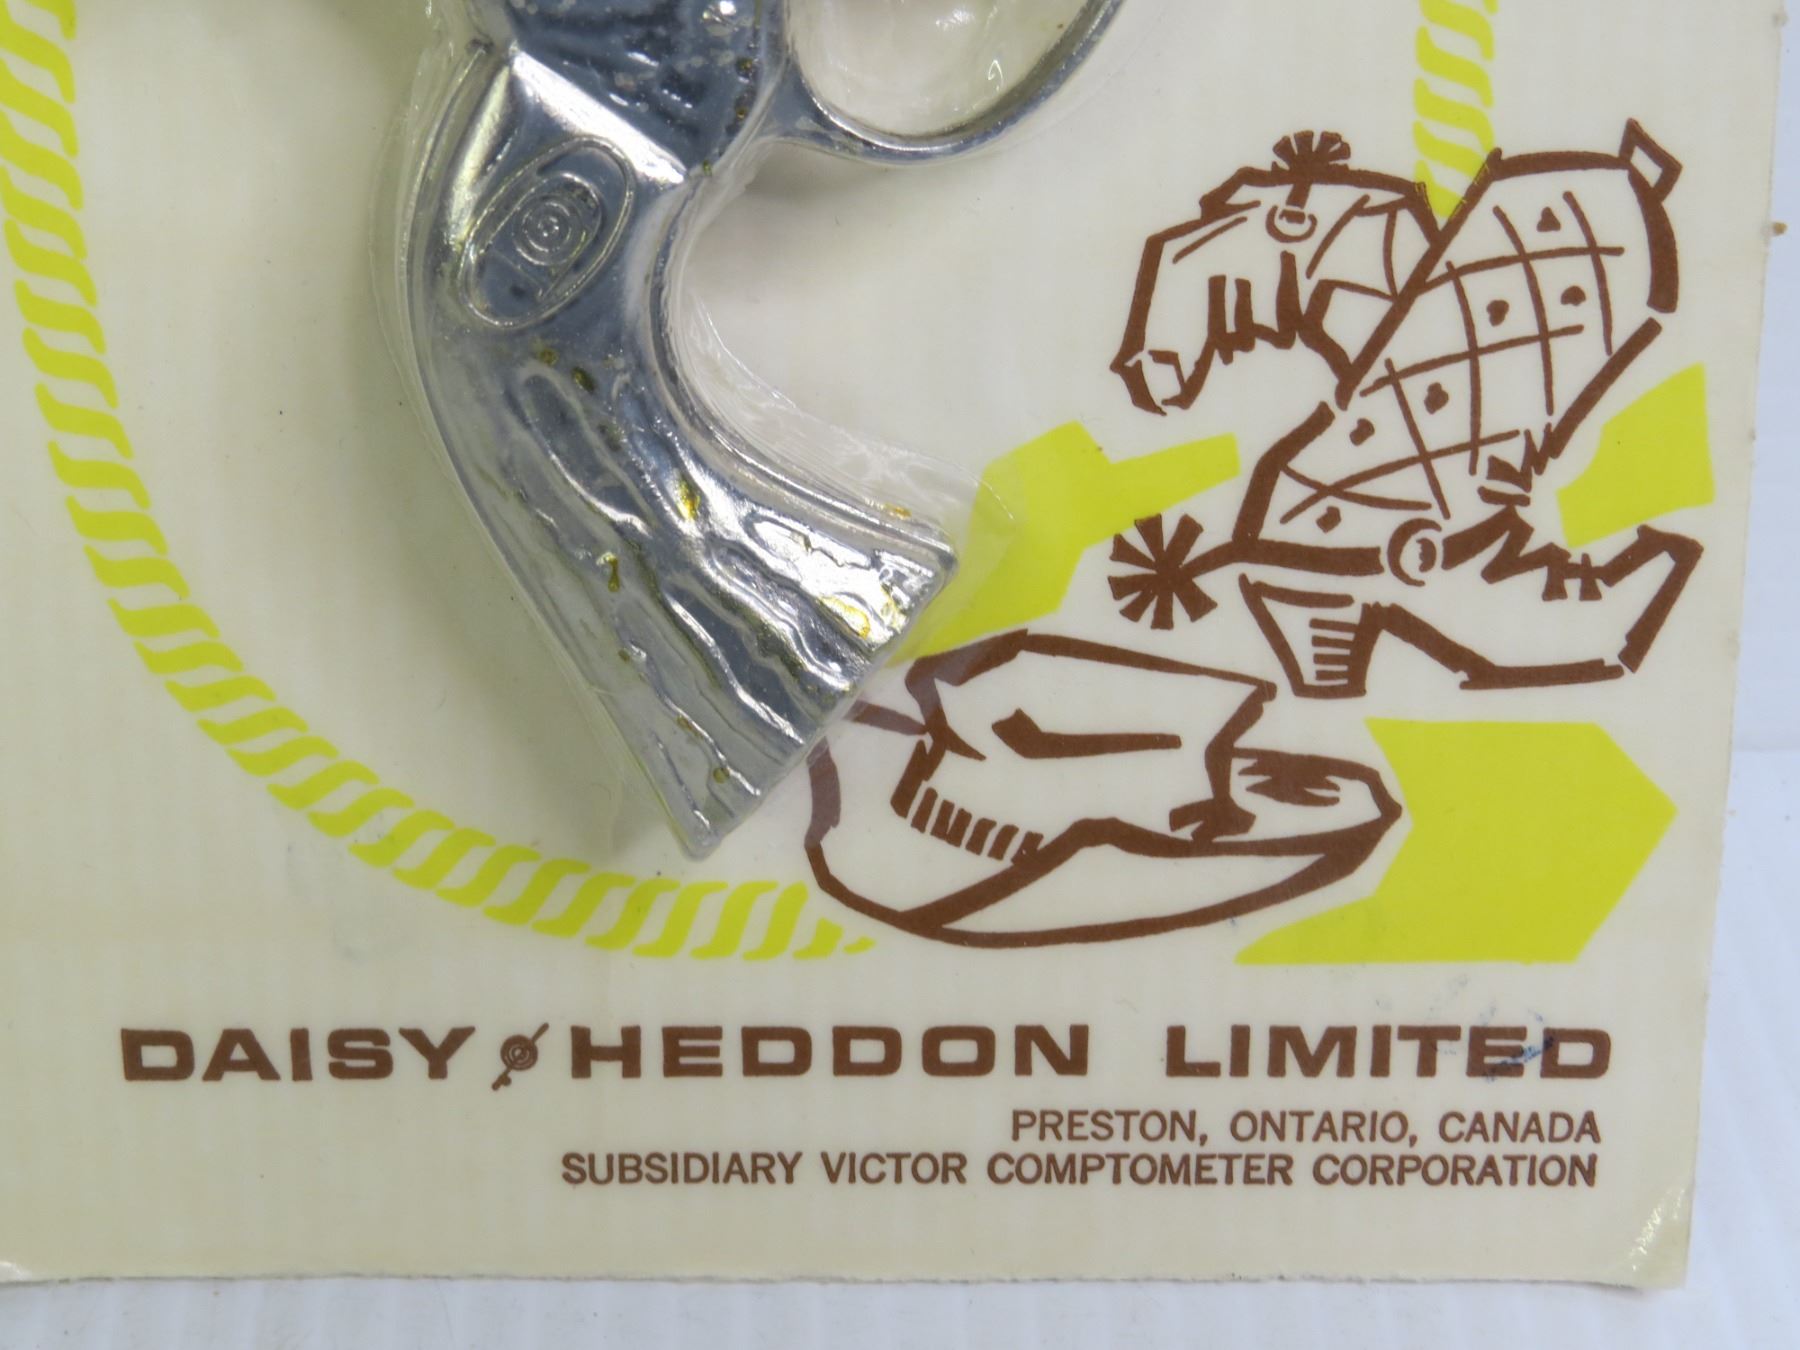 DAISY HEDDON LIMITED
PRESTON, ONTARIO, CANADA
SUBSIDIARY VICTOR COMPTOMETER CORPORATION